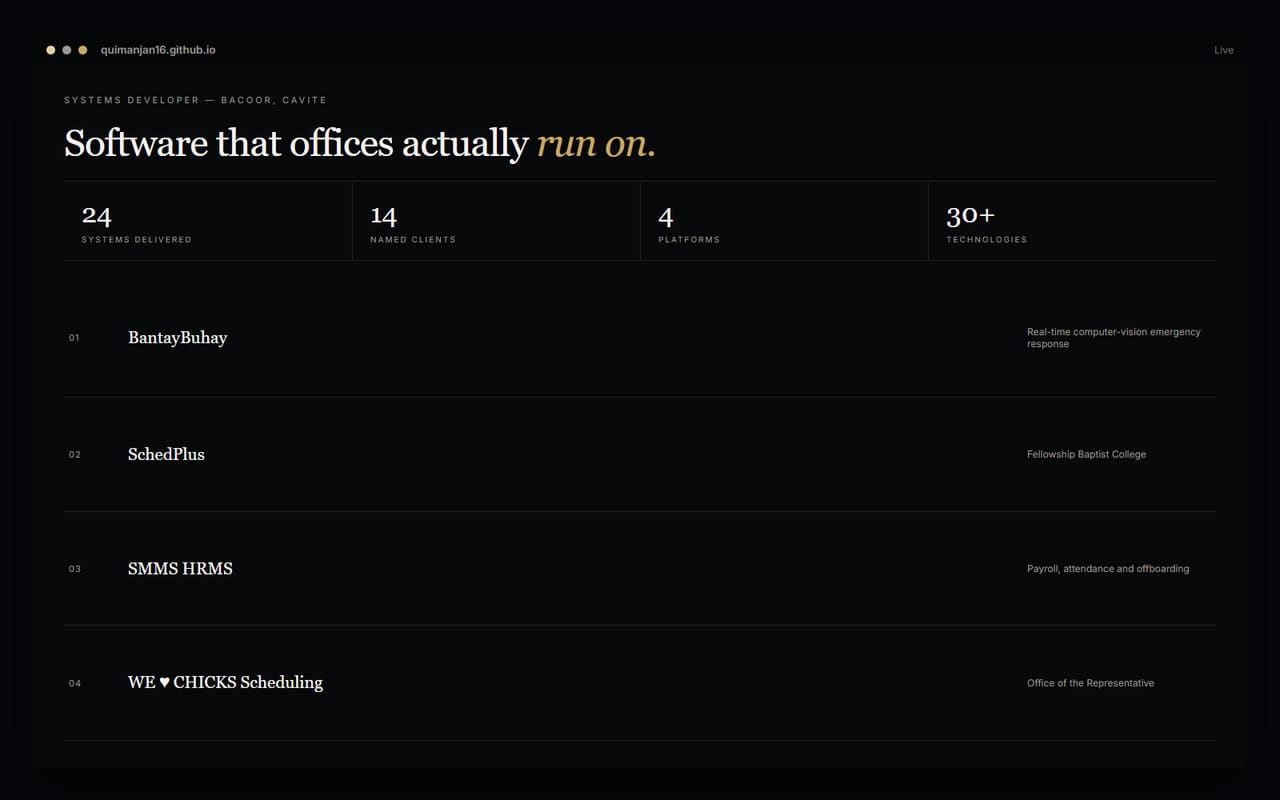 quimanjan16.github.io
Live
SYSTEMS DEVELOPER — BACOOR, CAVITE
Software that offices actually run on.
24
SYSTEMS DELIVERED
14
NAMED CLIENTS
4
PLATFORMS
30+
TECHNOLOGIES
01
BantayBuhay
Real-time computer-vision emergency
response
02
SchedPlus
Fellowship Baptist College
03
SMMS HRMS
Payroll, attendance and offboarding
04
WE ♥ CHICKS Scheduling
Office of the Representative